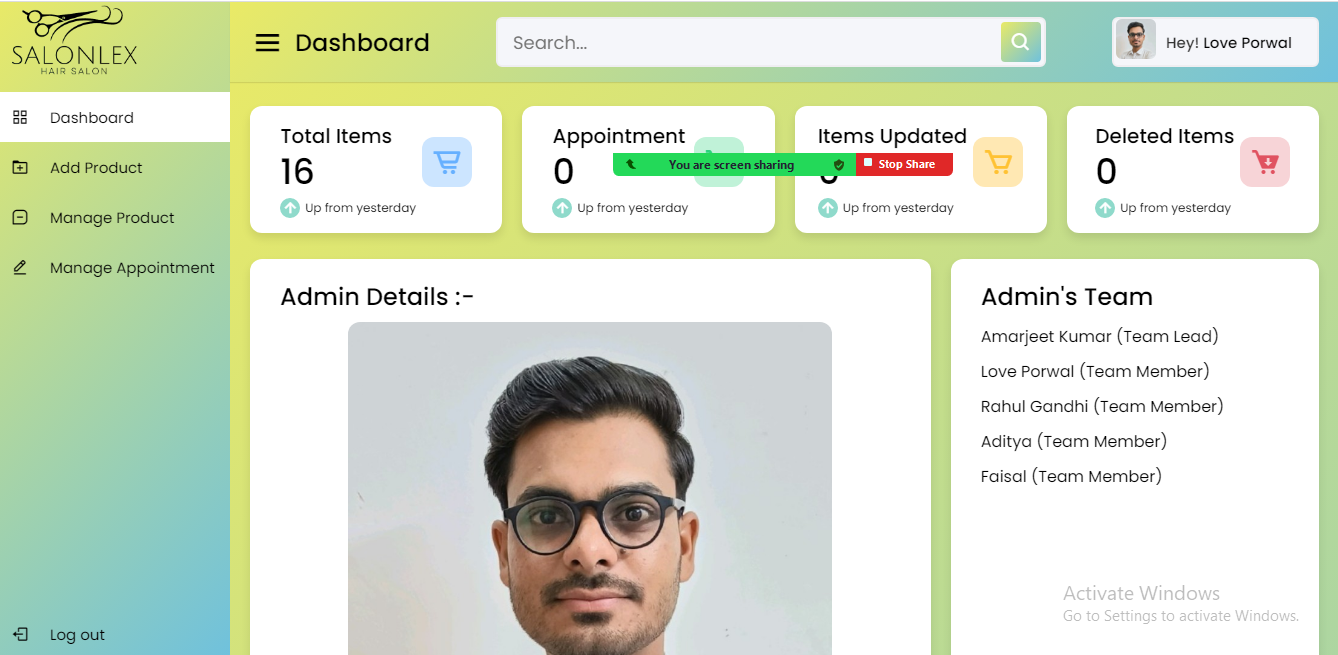 SALONLEX
HAIR SALON
Dashboard
Search...
Hey! Love Porwal
Dashboard
Add Product
Manage Product
Manage Appointment
Log out
Total Items
16
Up from yesterday
Appointment
0
Up from yesterday
Items Updated
0
Up from yesterday
Deleted Items
0
Up from yesterday
You are screen sharing
Stop Share
Admin Details :-
Admin's Team
Amarjeet Kumar (Team Lead)
Love Porwal (Team Member)
Rahul Gandhi (Team Member)
Aditya (Team Member)
Faisal (Team Member)
Activate Windows
Go to Settings to activate Windows.